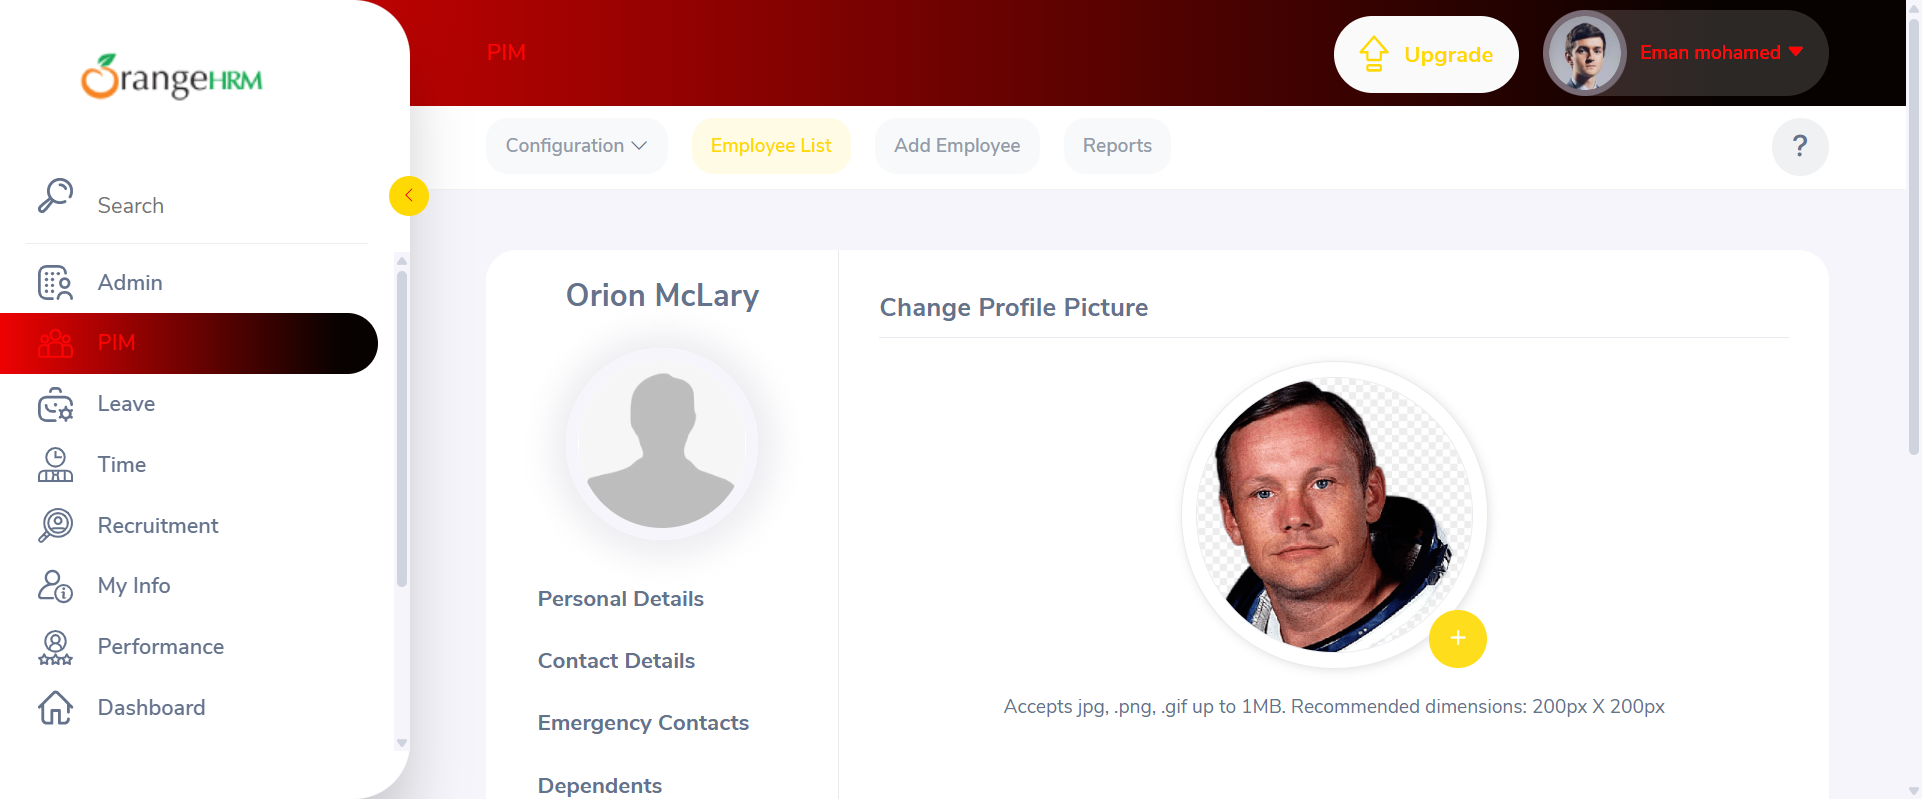 OrangeHRM
PIM
Upgrade
Eman mohamed
Configuration
Employee List
Add Employee
Reports
?
Search
Admin
PIM
Leave
Time
Recruitment
My Info
Performance
Dashboard
Orion McLary
Personal Details
Contact Details
Emergency Contacts
Dependents
Change Profile Picture
+
Accepts jpg, .png, .gif up to 1MB. Recommended dimensions: 200px X 200px